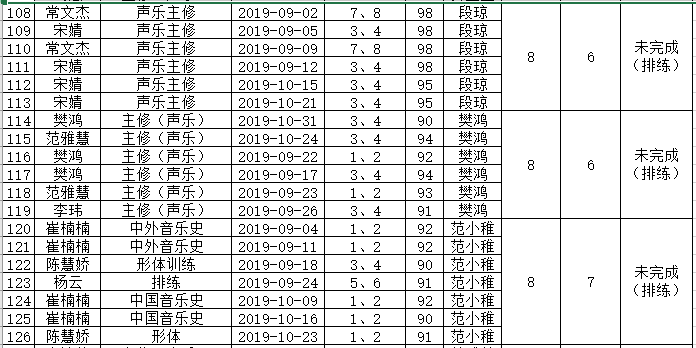 108 常文杰 声乐主修 2019-09-02 7、8 98 段琼
109 宋婧 声乐主修 2019-09-05 3、4 98 段琼
110 常文杰 声乐主修 2019-09-09 7、8 98 段琼 8 6 未完成（排练）
111 宋婧 声乐主修 2019-09-12 3、4 98 段琼
112 宋婧 声乐主修 2019-10-15 3、4 95 段琼
113 宋婧 声乐主修 2019-10-21 3、4 95 段琼
114 樊鸿 主修（声乐） 2019-10-31 3、4 90 樊鸿
115 范雅慧 主修（声乐） 2019-10-24 3、4 94 樊鸿
116 樊鸿 主修（声乐） 2019-09-22 1、2 92 樊鸿 8 6 未完成（排练）
117 樊鸿 主修（声乐） 2019-09-17 3、4 94 樊鸿
118 范雅慧 主修（声乐） 2019-09-23 1、2 93 樊鸿
119 李玮 主修（声乐） 2019-09-26 3、4 91 樊鸿
120 崔楠楠 中外音乐史 2019-09-04 1、2 92 范小稚
121 崔楠楠 中外音乐史 2019-09-11 1、2 92 范小稚
122 陈慧娇 形体训练 2019-09-18 3、4 90 范小稚
123 杨云 排练 2019-09-24 5、6 91 范小稚 8 7 未完成（排练）
124 崔楠楠 中国音乐史 2019-10-09 1、2 92 范小稚
125 崔楠楠 中国音乐史 2019-10-16 1、2 90 范小稚
126 陈慧娇 形体 2019-10-23 1、2 91 范小稚